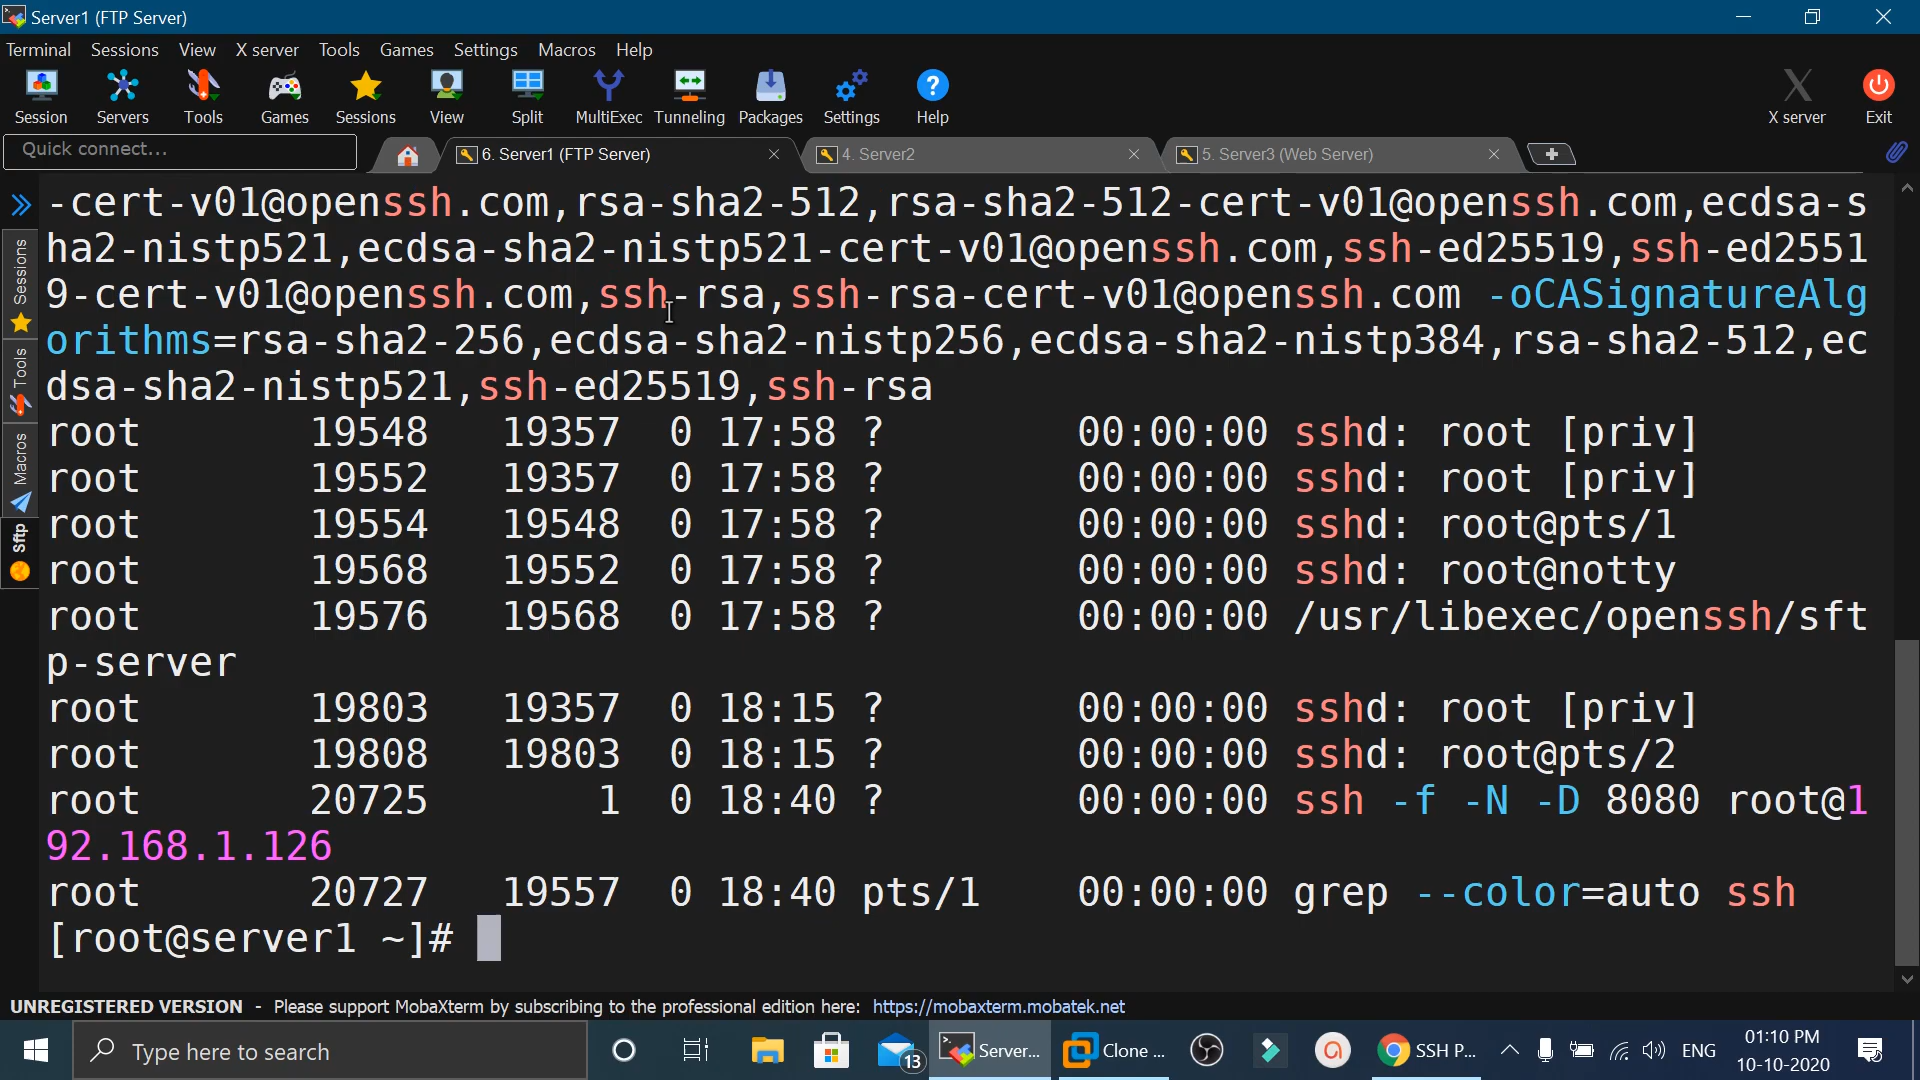 Server1 (FTP Server)
Terminal Sessions View X server Tools Games Settings Macros Help
Session Servers Tools Games Sessions View Split MultiExec Tunneling Packages Settings Help X server Exit
Quick connect... 6. Server1 (FTP Server) 4. Server2 5. Server3 (Web Server)
-cert-v01@openssh.com,rsa-sha2-512,rsa-sha2-512-cert-v01@openssh.com,ecdsa-s
ha2-nistp521,ecdsa-sha2-nistp521-cert-v01@openssh.com,ssh-ed25519,ssh-ed2551
9-cert-v01@openssh.com,ssh-rsa,ssh-rsa-cert-v01@openssh.com -oCASignatureAlg
orithms=rsa-sha2-256,ecdsa-sha2-nistp256,ecdsa-sha2-nistp384,rsa-sha2-512,ec
dsa-sha2-nistp521,ssh-ed25519,ssh-rsa
root 19548 19357 0 17:58 ? 00:00:00 sshd: root [priv]
root 19552 19357 0 17:58 ? 00:00:00 sshd: root [priv]
root 19554 19548 0 17:58 ? 00:00:00 sshd: root@pts/1
root 19568 19552 0 17:58 ? 00:00:00 sshd: root@notty
root 19576 19568 0 17:58 ? 00:00:00 /usr/libexec/openssh/sft
p-server
root 19803 19357 0 18:15 ? 00:00:00 sshd: root [priv]
root 19808 19803 0 18:15 ? 00:00:00 sshd: root@pts/2
root 20725 1 0 18:40 ? 00:00:00 ssh -f -N -D 8080 root@1
92.168.1.126
root 20727 19557 0 18:40 pts/1 00:00:00 grep --color=auto ssh
[root@server1 ~]#
Sessions
Tools
Macros
Sftp
UNREGISTERED VERSION - Please support MobaXterm by subscribing to the professional edition here: https://mobaxterm.mobatek.net
Type here to search 13 Server... Clone ... SSH P... ENG 01:10 PM
10-10-2020